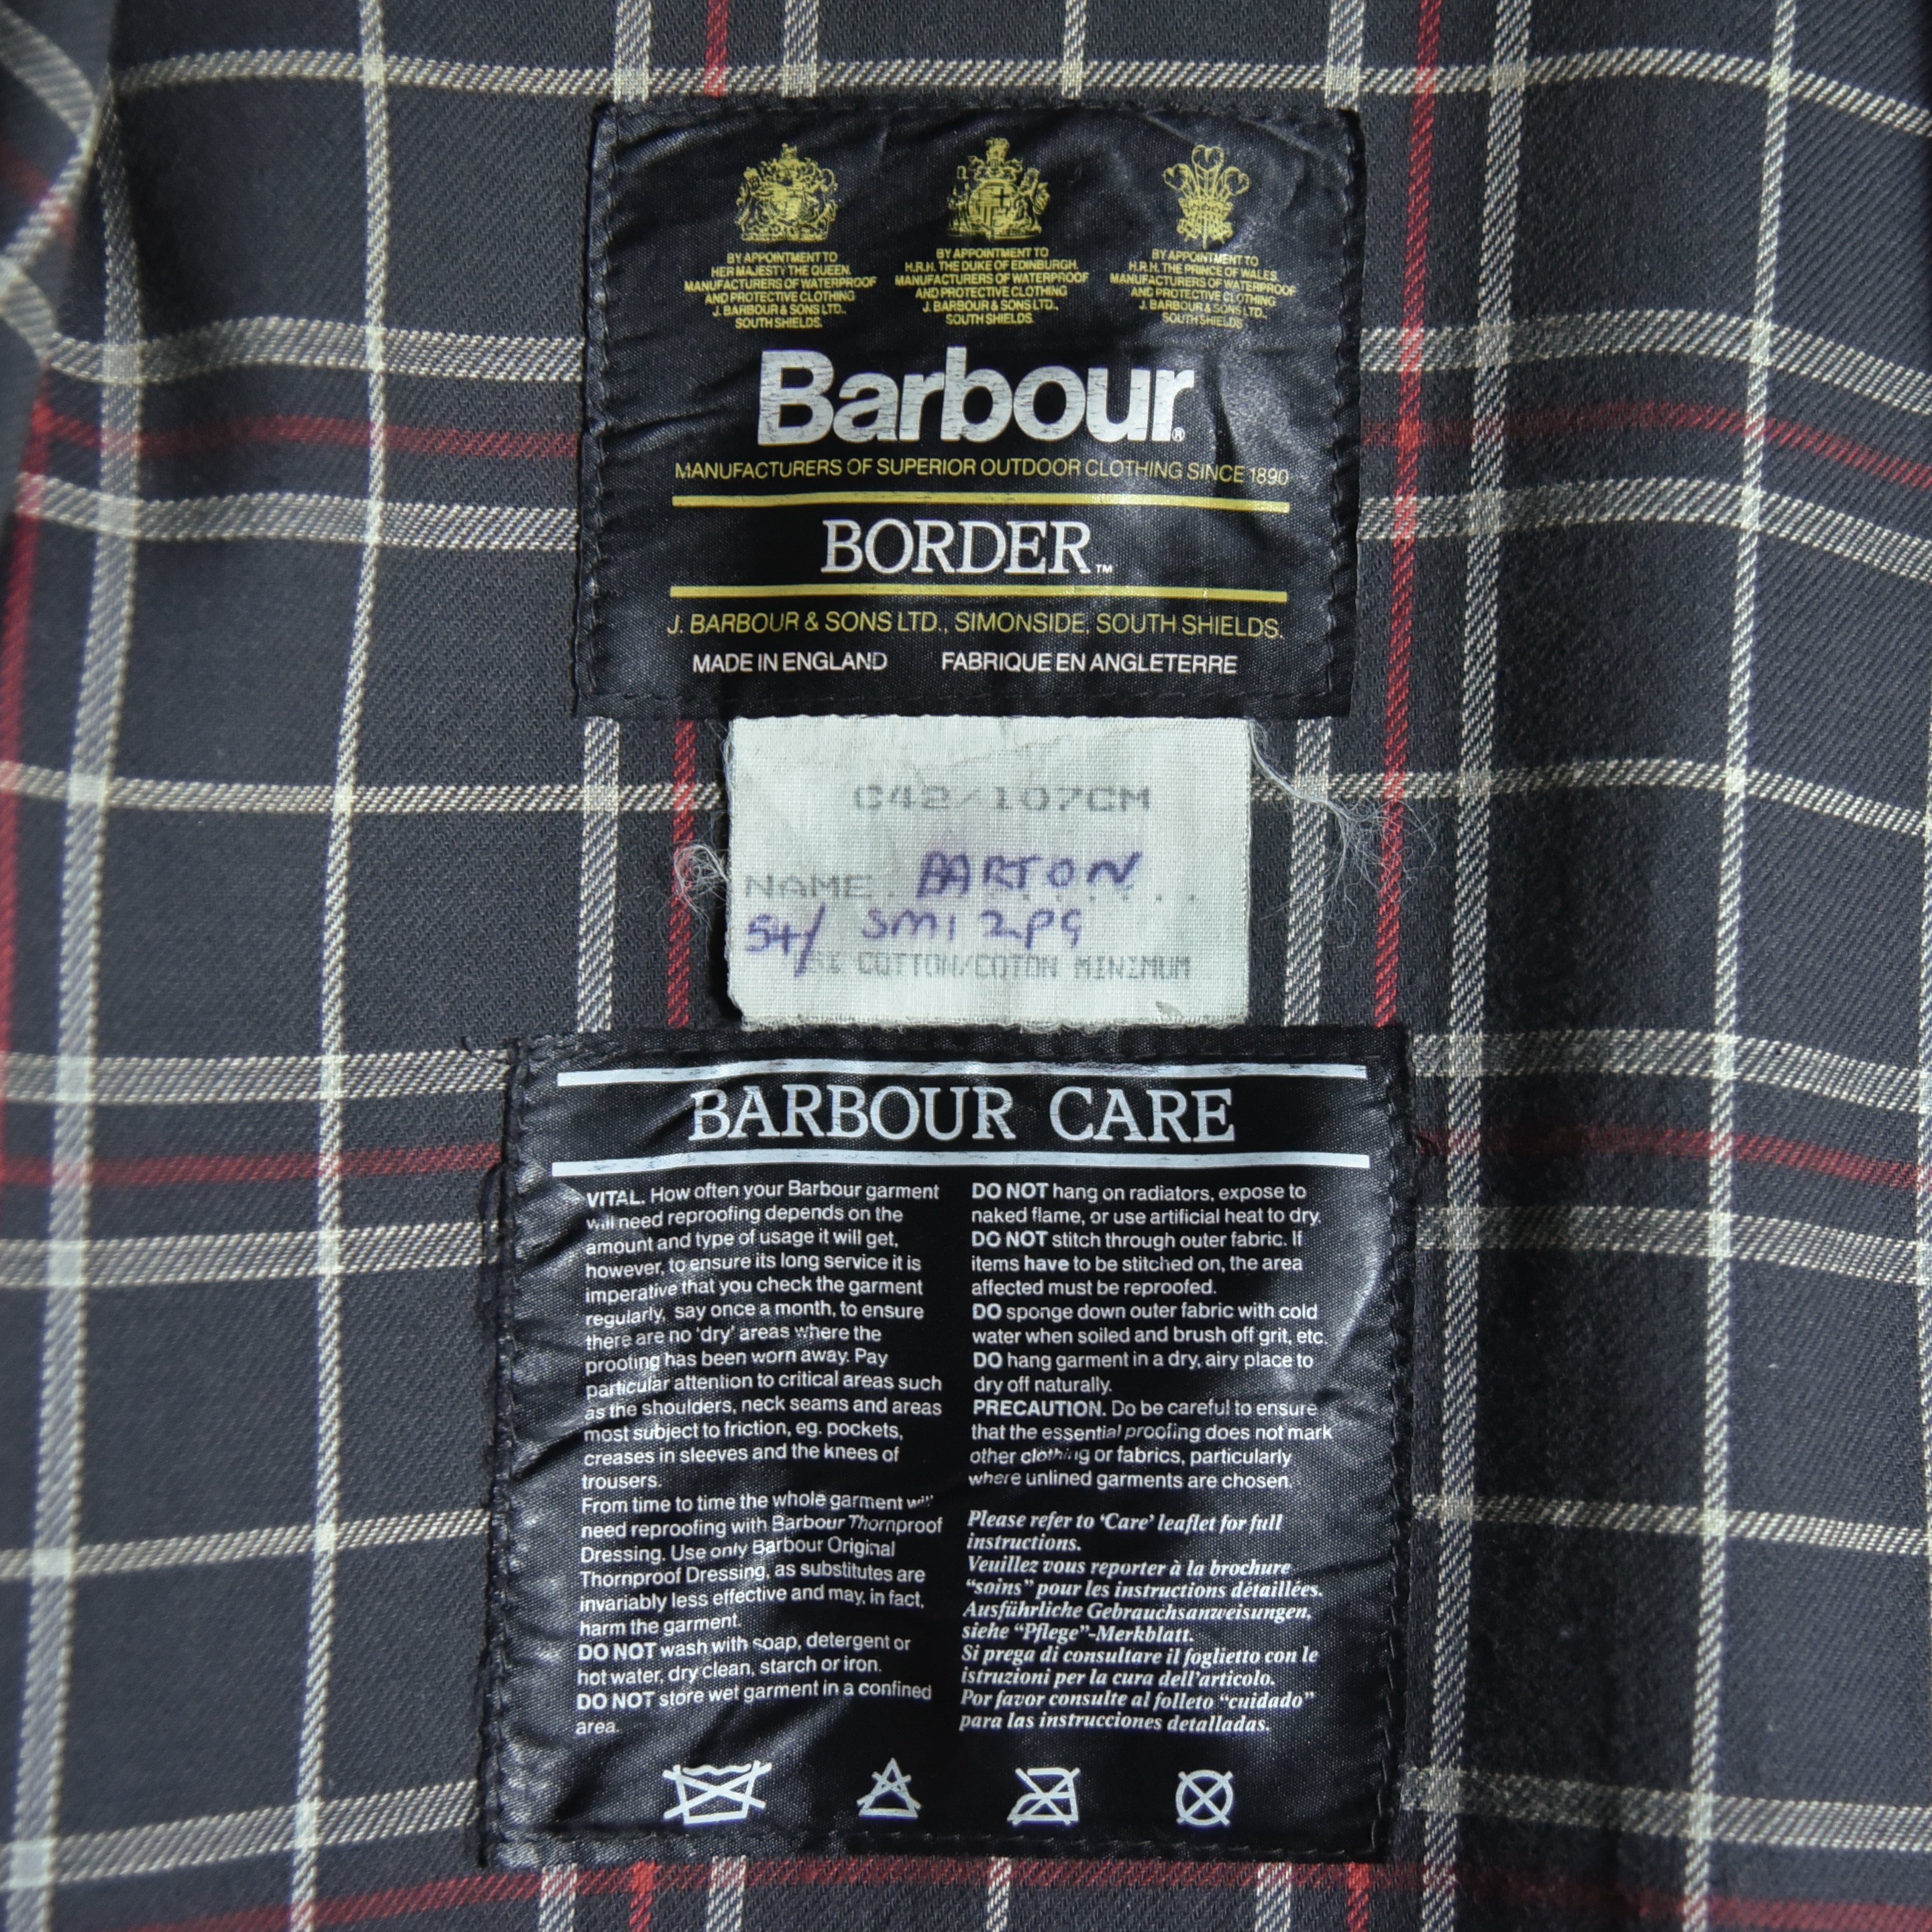 BY APPOINTMENT TO
HER MAJESTY THE QUEEN.
MANUFACTURERS OF WATERPROOF
AND PROTECTIVE CLOTHING
J. BARBOUR & SONS LTD.,
SOUTH SHIELDS.
BY APPOINTMENT TO
H.R.H. THE DUKE OF EDINBURGH.
MANUFACTURERS OF WATERPROOF
AND PROTECTIVE CLOTHING
J. BARBOUR & SONS LTD.,
SOUTH SHIELDS.
BY APPOINTMENT TO
H.R.H. THE PRINCE OF WALES.
MANUFACTURERS OF WATERPROOF
AND PROTECTIVE CLOTHING
J. BARBOUR & SONS LTD.,
SOUTH SHIELDS
Barbour®
MANUFACTURERS OF SUPERIOR OUTDOOR CLOTHING SINCE 1890
BORDER™
J. BARBOUR & SONS LTD., SIMONSIDE, SOUTH SHIELDS.
MADE IN ENGLAND FABRIQUE EN ANGLETERRE
C42/107CM
NAME. BARTON
54/ SM1 2PG
COTTON/COTON MINIMUM
BARBOUR CARE
VITAL. How often your Barbour garment
will need reproofing depends on the
amount and type of usage it will get,
however, to ensure its long service it is
imperative that you check the garment
regularly, say once a month, to ensure
there are no 'dry' areas where the
proofing has been worn away. Pay
particular attention to critical areas such
as the shoulders, neck seams and areas
most subject to friction, eg. pockets,
creases in sleeves and the knees of
trousers.
From time to time the whole garment will
need reproofing with Barbour Thornproof
Dressing. Use only Barbour Original
Thornproof Dressing, as substitutes are
invariably less effective and may, in fact,
harm the garment.
DO NOT wash with soap, detergent or
hot water, dry clean, starch or iron.
DO NOT store wet garment in a confined
area.
DO NOT hang on radiators, expose to
naked flame, or use artificial heat to dry.
DO NOT stitch through outer fabric. If
items have to be stitched on, the area
affected must be reproofed.
DO sponge down outer fabric with cold
water when soiled and brush off grit, etc.
DO hang garment in a dry, airy place to
dry off naturally.
PRECAUTION. Do be careful to ensure
that the essential proofing does not mark
other clothing or fabrics, particularly
where unlined garments are chosen.
Please refer to 'Care' leaflet for full
instructions.
Veuillez vous reporter à la brochure
"soins" pour les instructions détaillées.
Ausführliche Gebrauchsanweisungen,
siehe "Pflege"-Merkblatt.
Si prega di consultare il foglietto con le
istruzioni per la cura dell'articolo.
Por favor consulte al folleto "cuidado"
para las instrucciones detalladas.